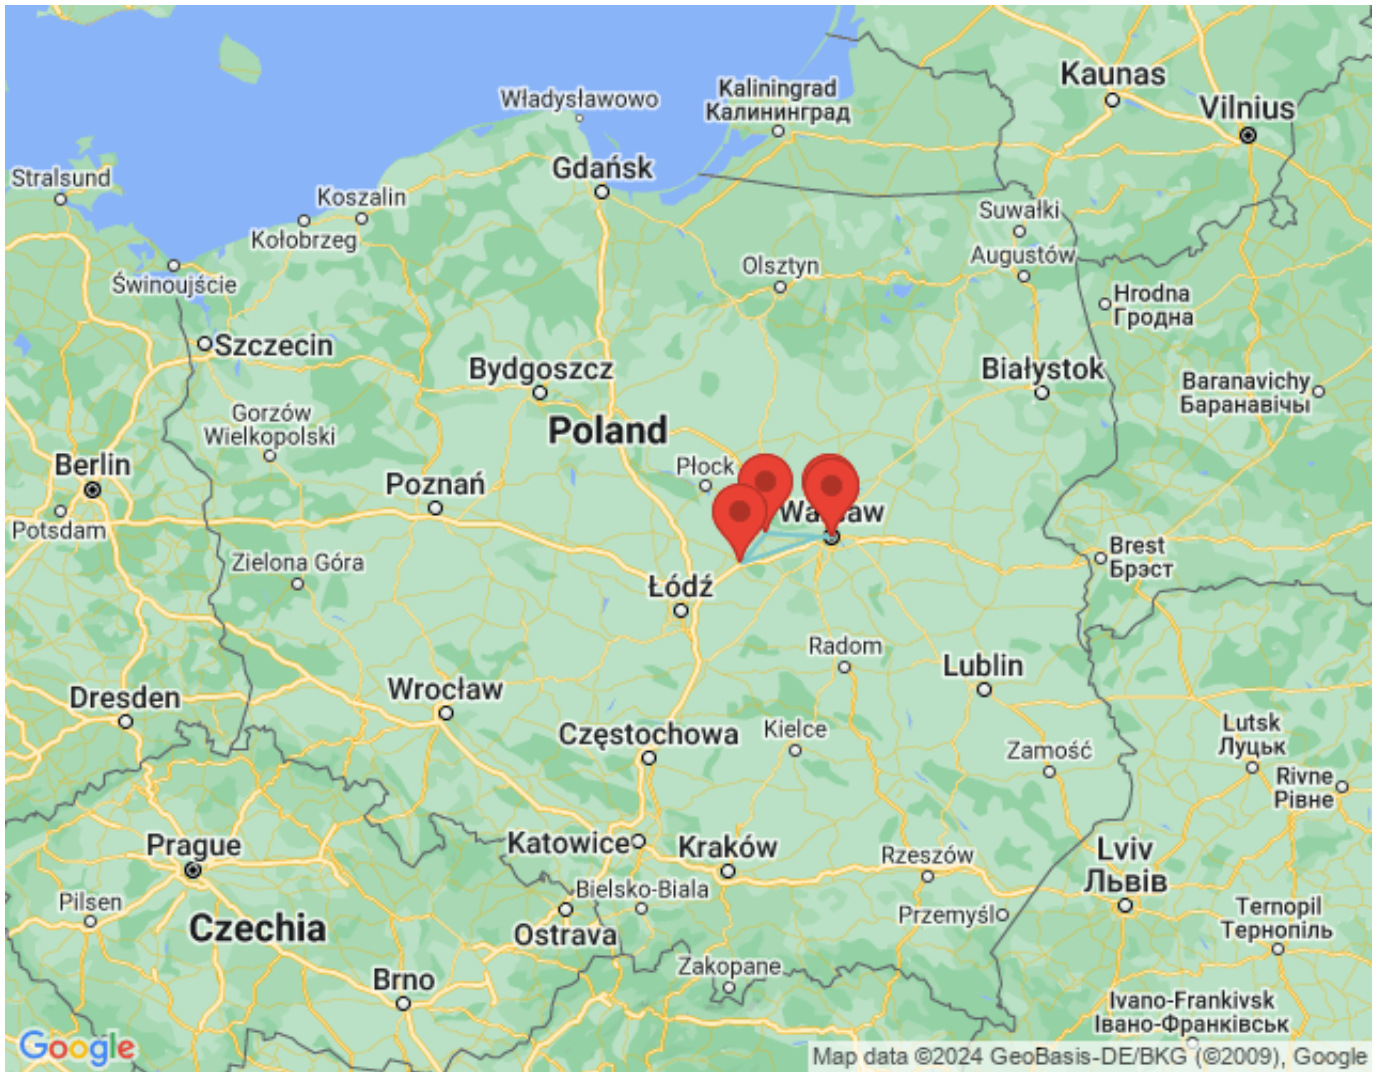 Kaunas
Vilnius
Kaliningrad
Калининград
Władysławowo
Gdańsk
Stralsund
Koszalin
Kołobrzeg
Suwałki
Augustów
Olsztyn
Świnoujście
Hrodna
Гродна
Szczecin
Bydgoszcz
Białystok
Baranavichy
Баранавічы
Gorzów
Wielkopolski
Poland
Berlin
Płock
Poznań
Potsdam
Brest
Брэст
Zielona Góra
Łódź
Radom
Lublin
Dresden
Wrocław
Częstochowa
Kielce
Lutsk
Луцьк
Zamość
Rivne
Рівне
Prague
Katowice
Kraków
Rzeszów
Lviv
Львів
Pilsen
Bielsko-Biala
Przemyśl
Ternopil
Тернопіль
Czechia
Ostrava
Zakopane
Brno
Ivano-Frankivsk
Івано-Франківськ
Google
Map data ©2024 GeoBasis-DE/BKG (©2009), Google